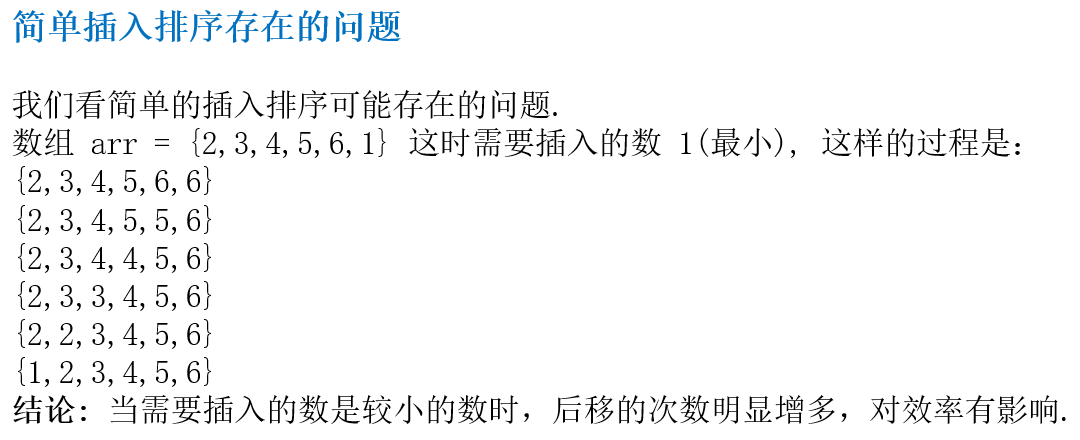 简单插入排序存在的问题
我们看简单的插入排序可能存在的问题.
数组 arr = {2,3,4,5,6,1} 这时需要插入的数 1(最小), 这样的过程是：
{2,3,4,5,6,6}
{2,3,4,5,5,6}
{2,3,4,4,5,6}
{2,3,3,4,5,6}
{2,2,3,4,5,6}
{1,2,3,4,5,6}
结论: 当需要插入的数是较小的数时，后移的次数明显增多，对效率有影响.